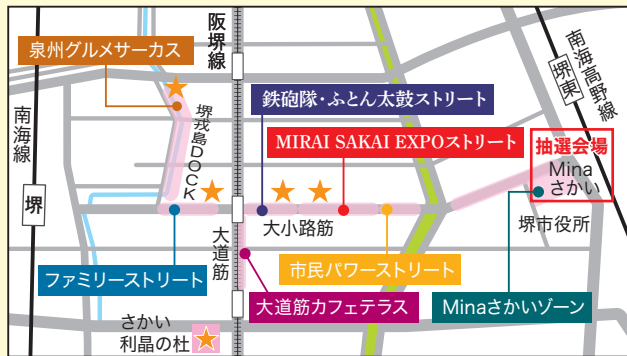 泉州グルメサーカス
阪堺線
南海高野線
堺東
鉄砲隊・ふとん太鼓ストリート
南海線
堺
堺戎島DOCK
MIRAI SAKAI EXPOストリート
抽選会場
Mina
さかい
大小路筋
堺市役所
大道筋
ファミリーストリート
市民パワーストリート
大道筋カフェテラス
Minaさかいゾーン
さかい
利晶の杜